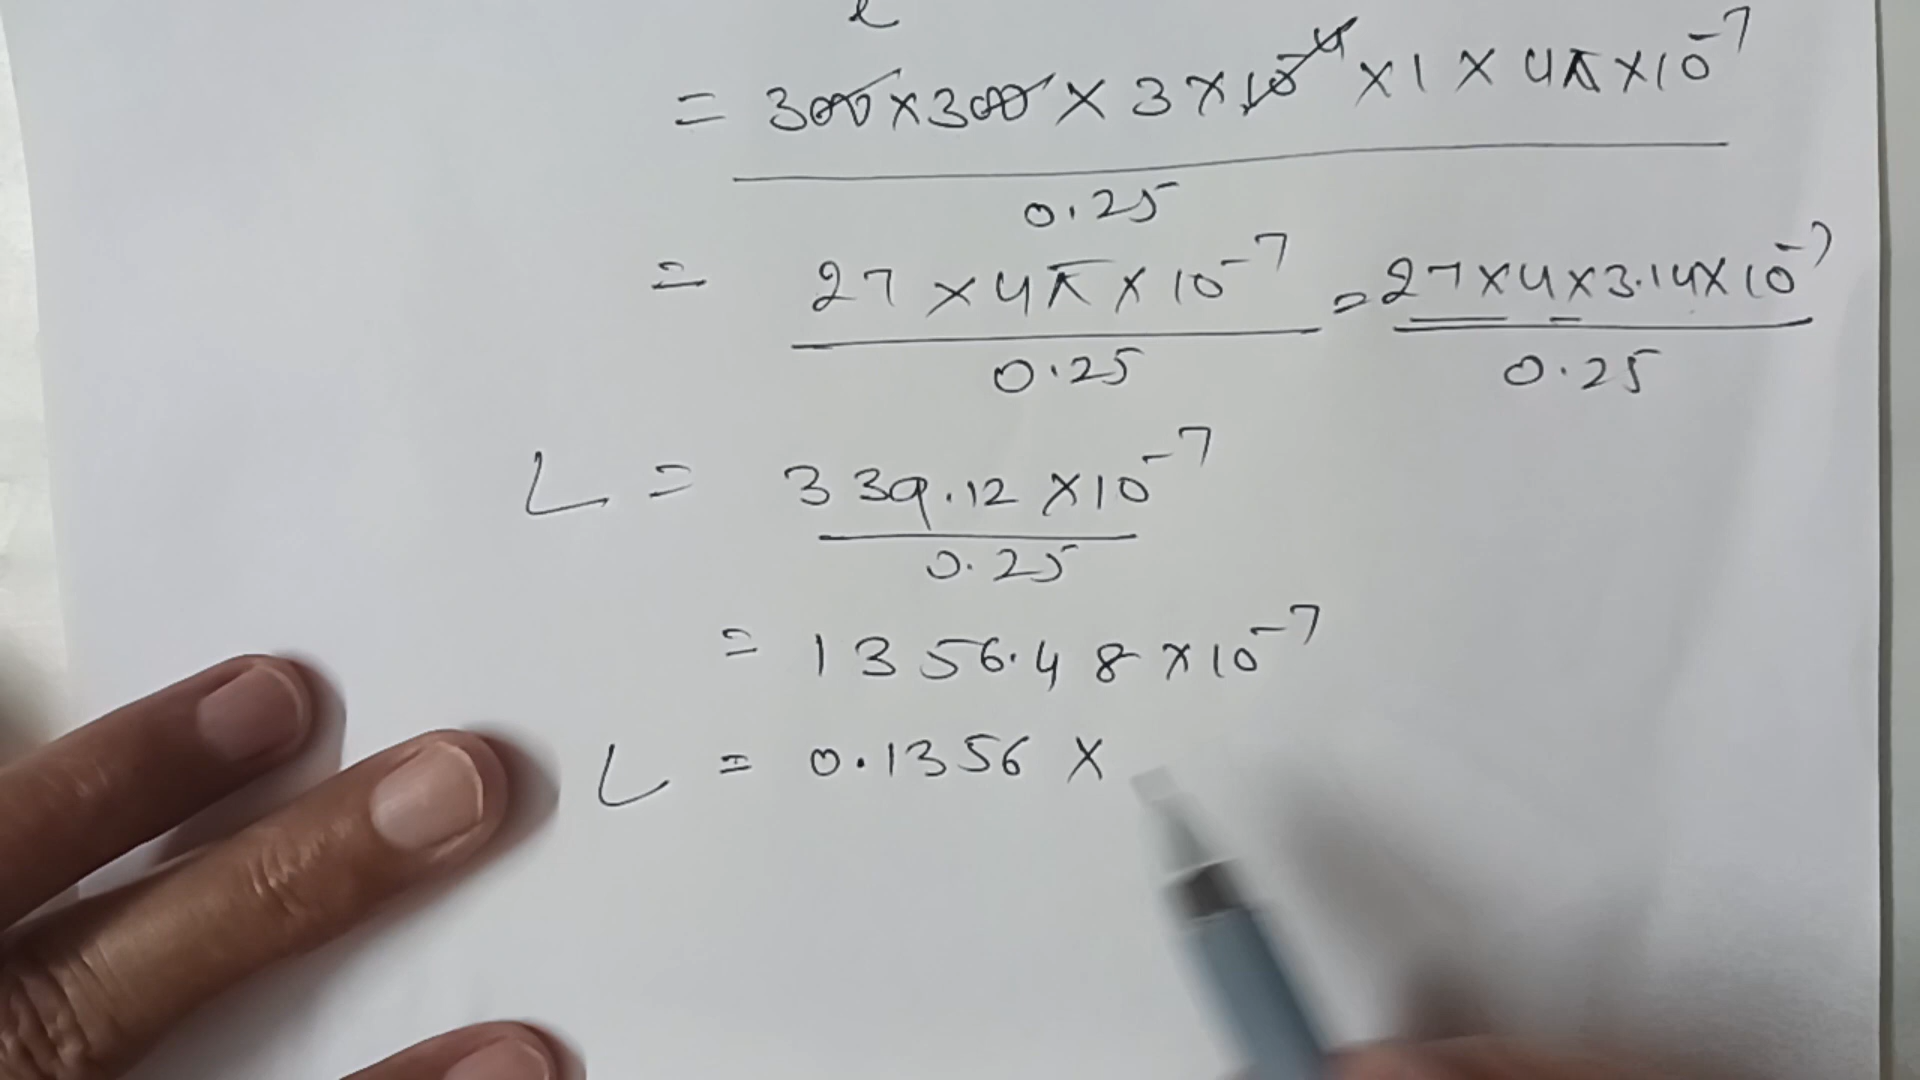 l
= 300 × 300 × 3 × 10⁻⁴ × 1 × 4π × 10⁻⁷
0.25
= 27 × 4π × 10⁻⁷ = 27 × 4 × 3.14 × 10⁻⁷
0.25 0.25
L = 339.12 × 10⁻⁷
0.25
= 1356.48 × 10⁻⁷
L = 0.1356 ×